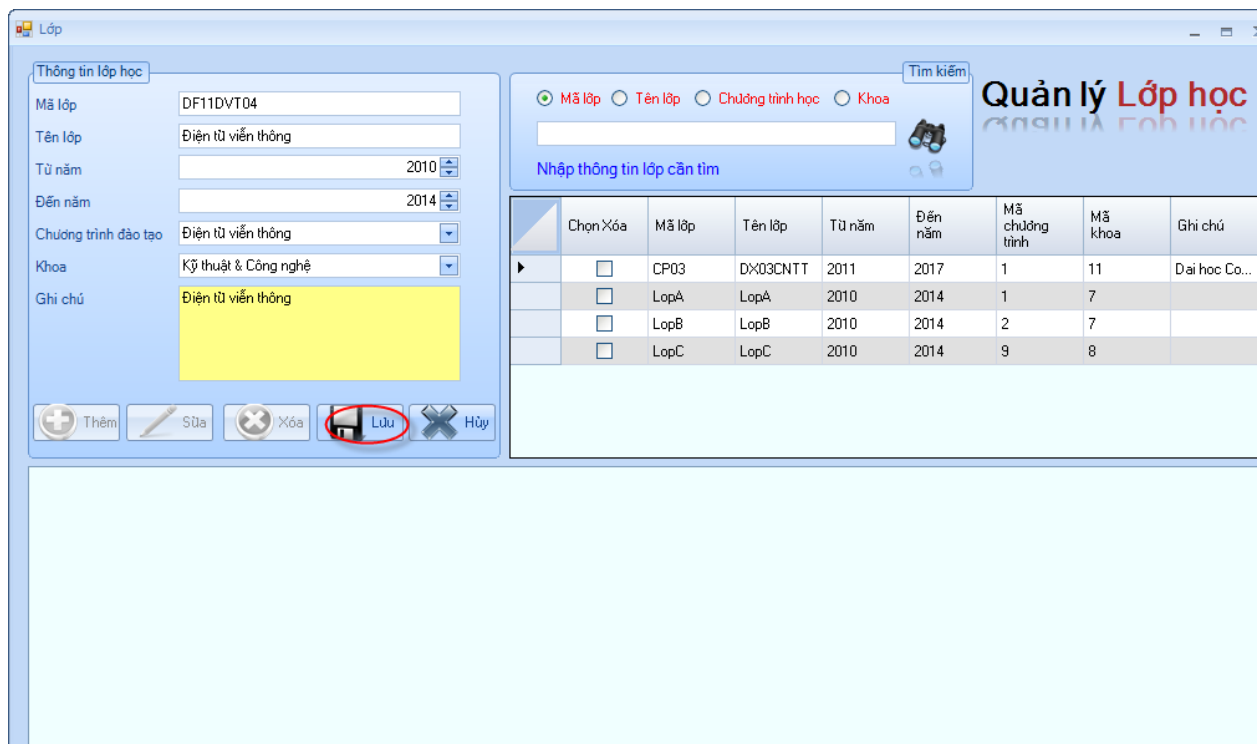 Lớp
Thông tin lớp học
Mã lớp DF11DVT04
Tên lớp Điện tử viễn thông
Từ năm 2010
Đến năm 2014
Chương trình đào tạo Điện tử viễn thông
Khoa Kỹ thuật & Công nghệ
Ghi chú Điện tử viễn thông
Thêm Sửa Xóa Lưu Hủy
Tìm kiếm
Mã lớp Tên lớp Chương trình học Khoa
Nhập thông tin lớp cần tìm
Quản lý Lớp học
Chọn Xóa Mã lớp Tên lớp Từ năm Đến năm Mã chương trình Mã khoa Ghi chú
CP03 DX03CNTT 2011 2017 1 11 Dai hoc Co...
LopA LopA 2010 2014 1 7
LopB LopB 2010 2014 2 7
LopC LopC 2010 2014 9 8